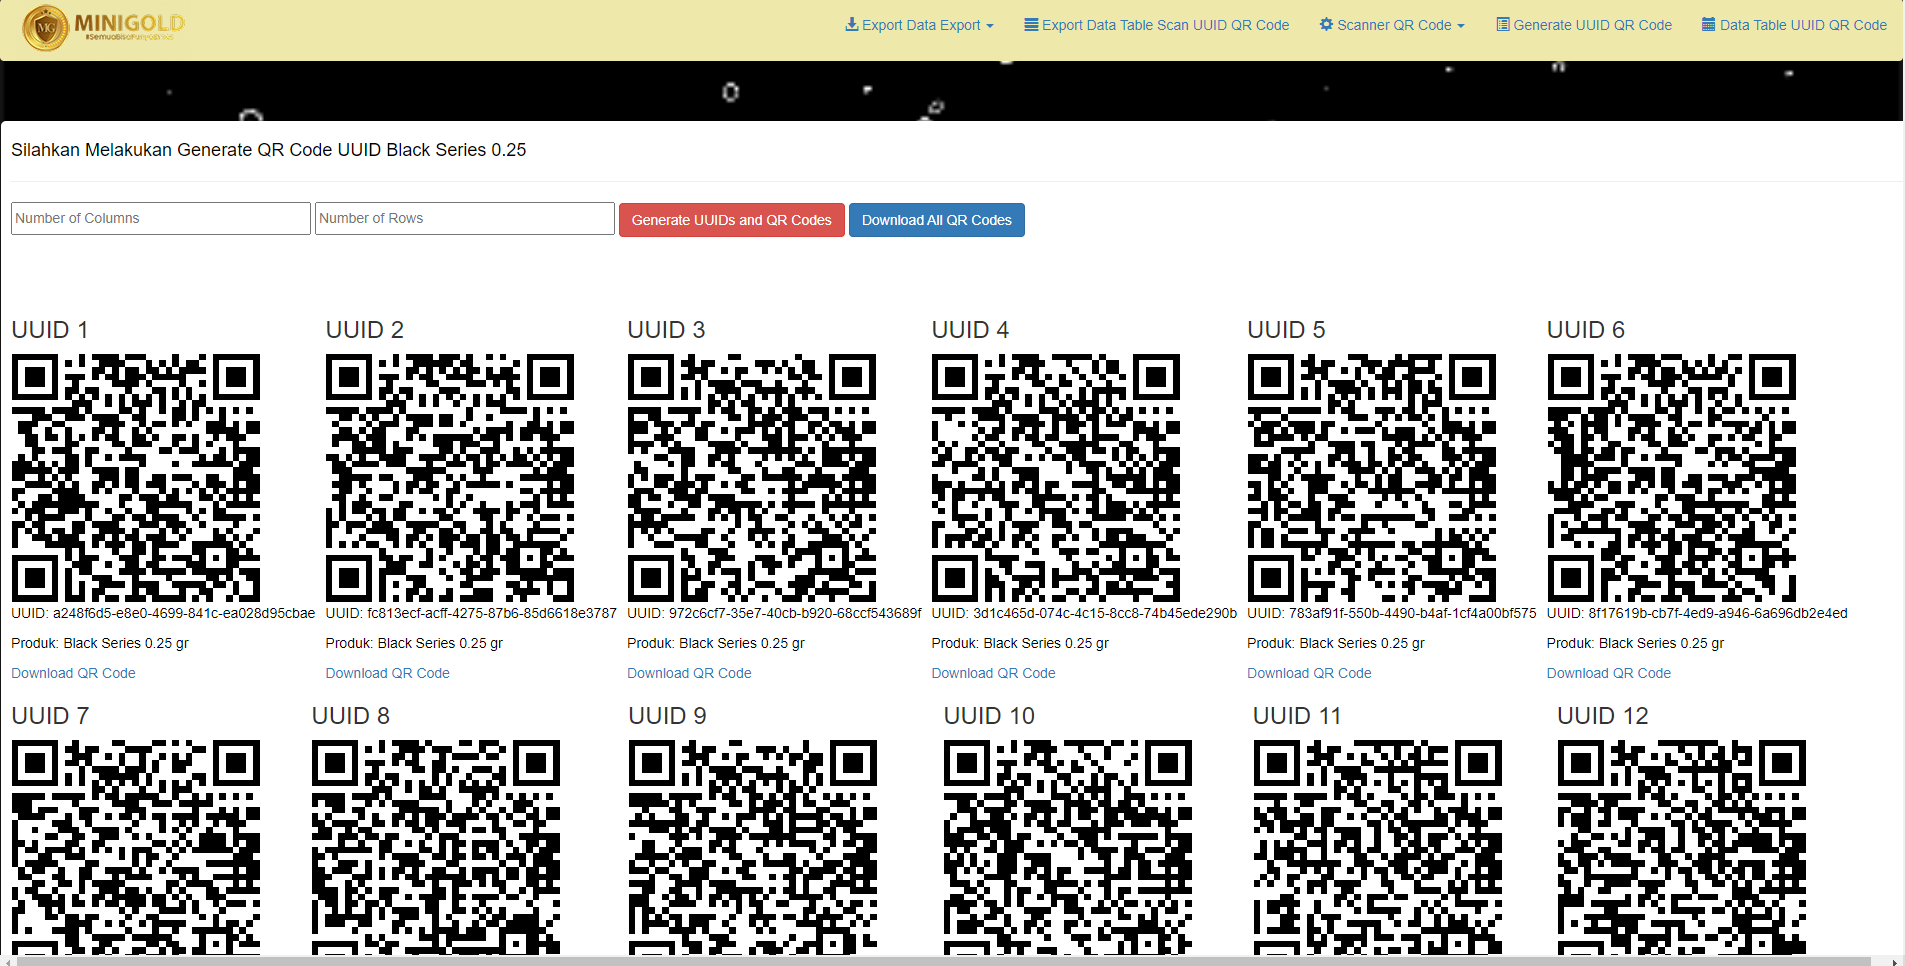 MG MINIGOLD
#SemuaBisaPunyaEmas
Export Data Export
Export Data Table Scan UUID QR Code
Scanner QR Code
Generate UUID QR Code
Data Table UUID QR Code
Silahkan Melakukan Generate QR Code UUID Black Series 0.25
Number of Columns
Number of Rows
Generate UUIDs and QR Codes
Download All QR Codes
UUID 1
UUID 2
UUID 3
UUID 4
UUID 5
UUID 6
UUID: a248f6d5-e8e0-4699-841c-ea028d95cbae
UUID: fc813ecf-acff-4275-87b6-85d6618e3787
UUID: 972c6cf7-35e7-40cb-b920-68ccf543689f
UUID: 3d1c465d-074c-4c15-8cc8-74b45ede290b
UUID: 783af91f-550b-4490-b4af-1cf4a00bf575
UUID: 8f17619b-cb7f-4ed9-a946-6a696db2e4ed
Produk: Black Series 0.25 gr
Produk: Black Series 0.25 gr
Produk: Black Series 0.25 gr
Produk: Black Series 0.25 gr
Produk: Black Series 0.25 gr
Produk: Black Series 0.25 gr
Download QR Code
Download QR Code
Download QR Code
Download QR Code
Download QR Code
Download QR Code
UUID 7
UUID 8
UUID 9
UUID 10
UUID 11
UUID 12